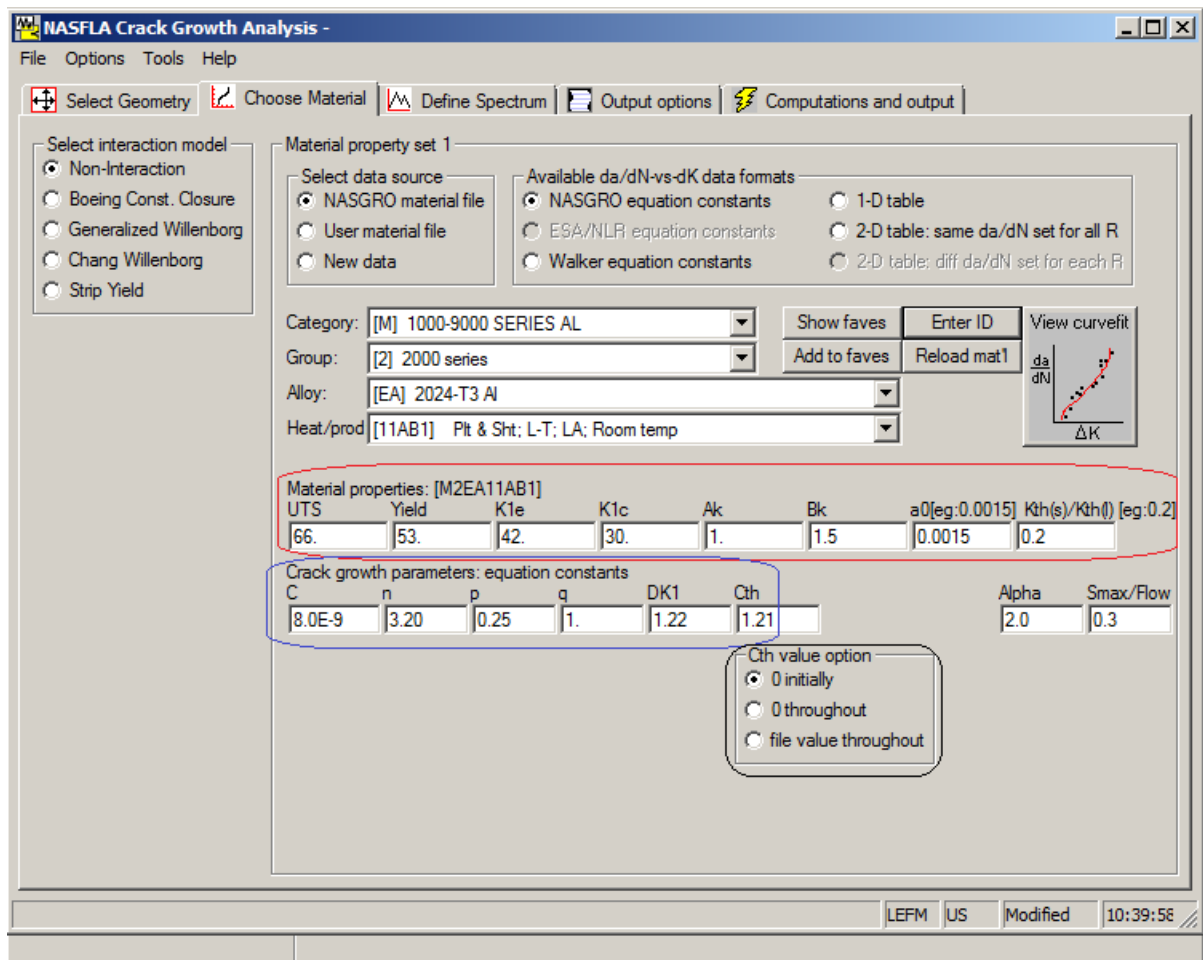 NASFLA Crack Growth Analysis -
File Options Tools Help
Select Geometry Choose Material Define Spectrum Output options Computations and output
Select interaction model
Non-Interaction
Boeing Const. Closure
Generalized Willenborg
Chang Willenborg
Strip Yield
Material property set 1
Select data source
NASGRO material file
User material file
New data
Available da/dN-vs-dK data formats
NASGRO equation constants
ESA/NLR equation constants
Walker equation constants
1-D table
2-D table: same da/dN set for all R
2-D table: diff da/dN set for each R
Category: [M] 1000-9000 SERIES AL
Group: [2] 2000 series
Alloy: [EA] 2024-T3 Al
Heat/prod [11AB1] Plt & Sht; L-T; LA; Room temp
Show faves Enter ID
Add to faves Reload mat1
View curvefit
da
dN
ΔK
Material properties: [M2EA11AB1]
UTS Yield K1e K1c Ak Bk a0[eg:0.0015] Kth(s)/Kth(l) [eg:0.2]
66. 53. 42. 30. 1. 1.5 0.0015 0.2
Crack growth parameters: equation constants
C n p q DK1 Cth Alpha Smax/Flow
8.0E-9 3.20 0.25 1. 1.22 1.21 2.0 0.3
Cth value option
0 initially
0 throughout
file value throughout
LEFM US Modified 10:39:58